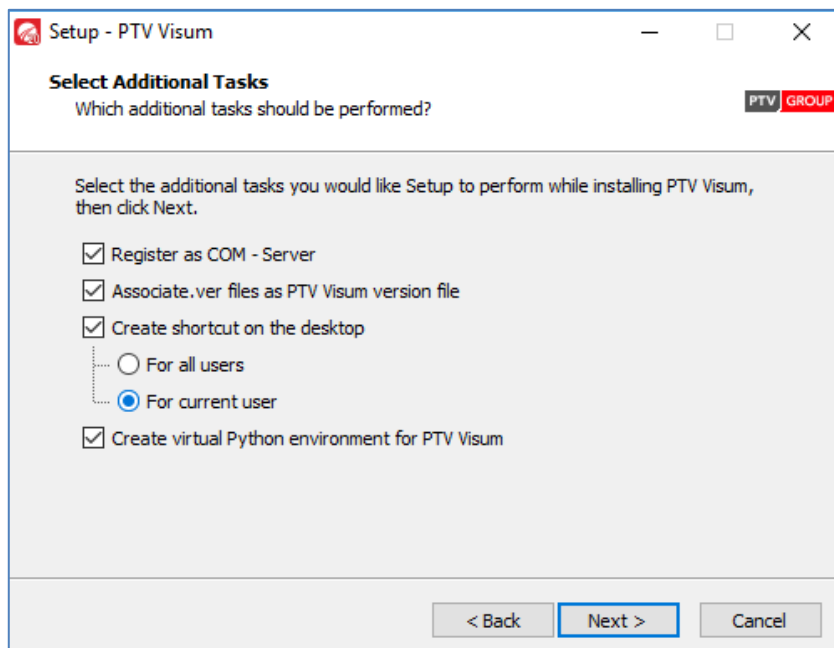 Setup - PTV Visum
Select Additional Tasks
Which additional tasks should be performed?
PTV GROUP
Select the additional tasks you would like Setup to perform while installing PTV Visum,
then click Next.
Register as COM - Server
Associate.ver files as PTV Visum version file
Create shortcut on the desktop
For all users
For current user
Create virtual Python environment for PTV Visum
< Back Next > Cancel